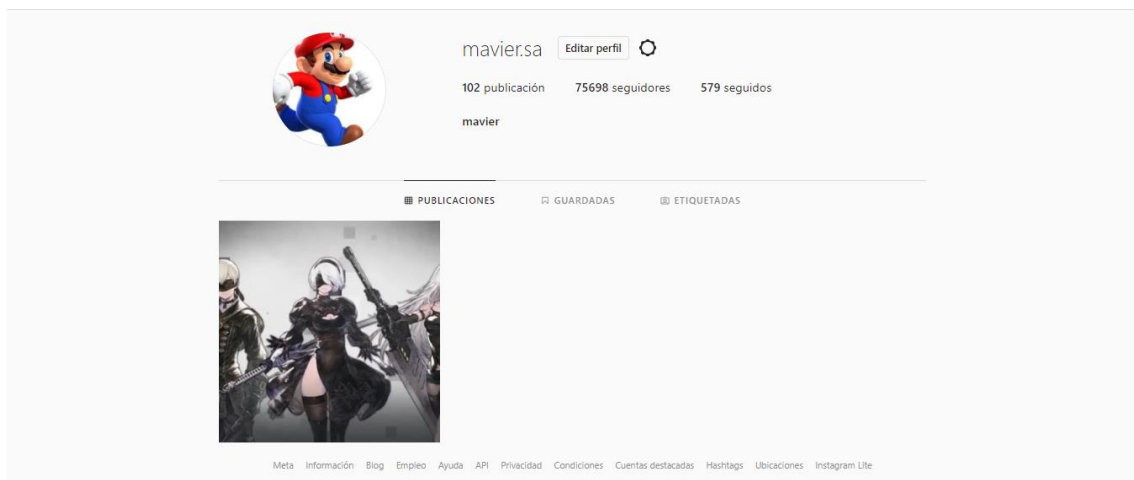 mavier.sa Editar perfil
102 publicación 75698 seguidores 579 seguidos
mavier
PUBLICACIONES GUARDADAS ETIQUETADAS
Meta Información Blog Empleo Ayuda API Privacidad Condiciones Cuentas destacadas Hashtags Ubicaciones Instagram Lite